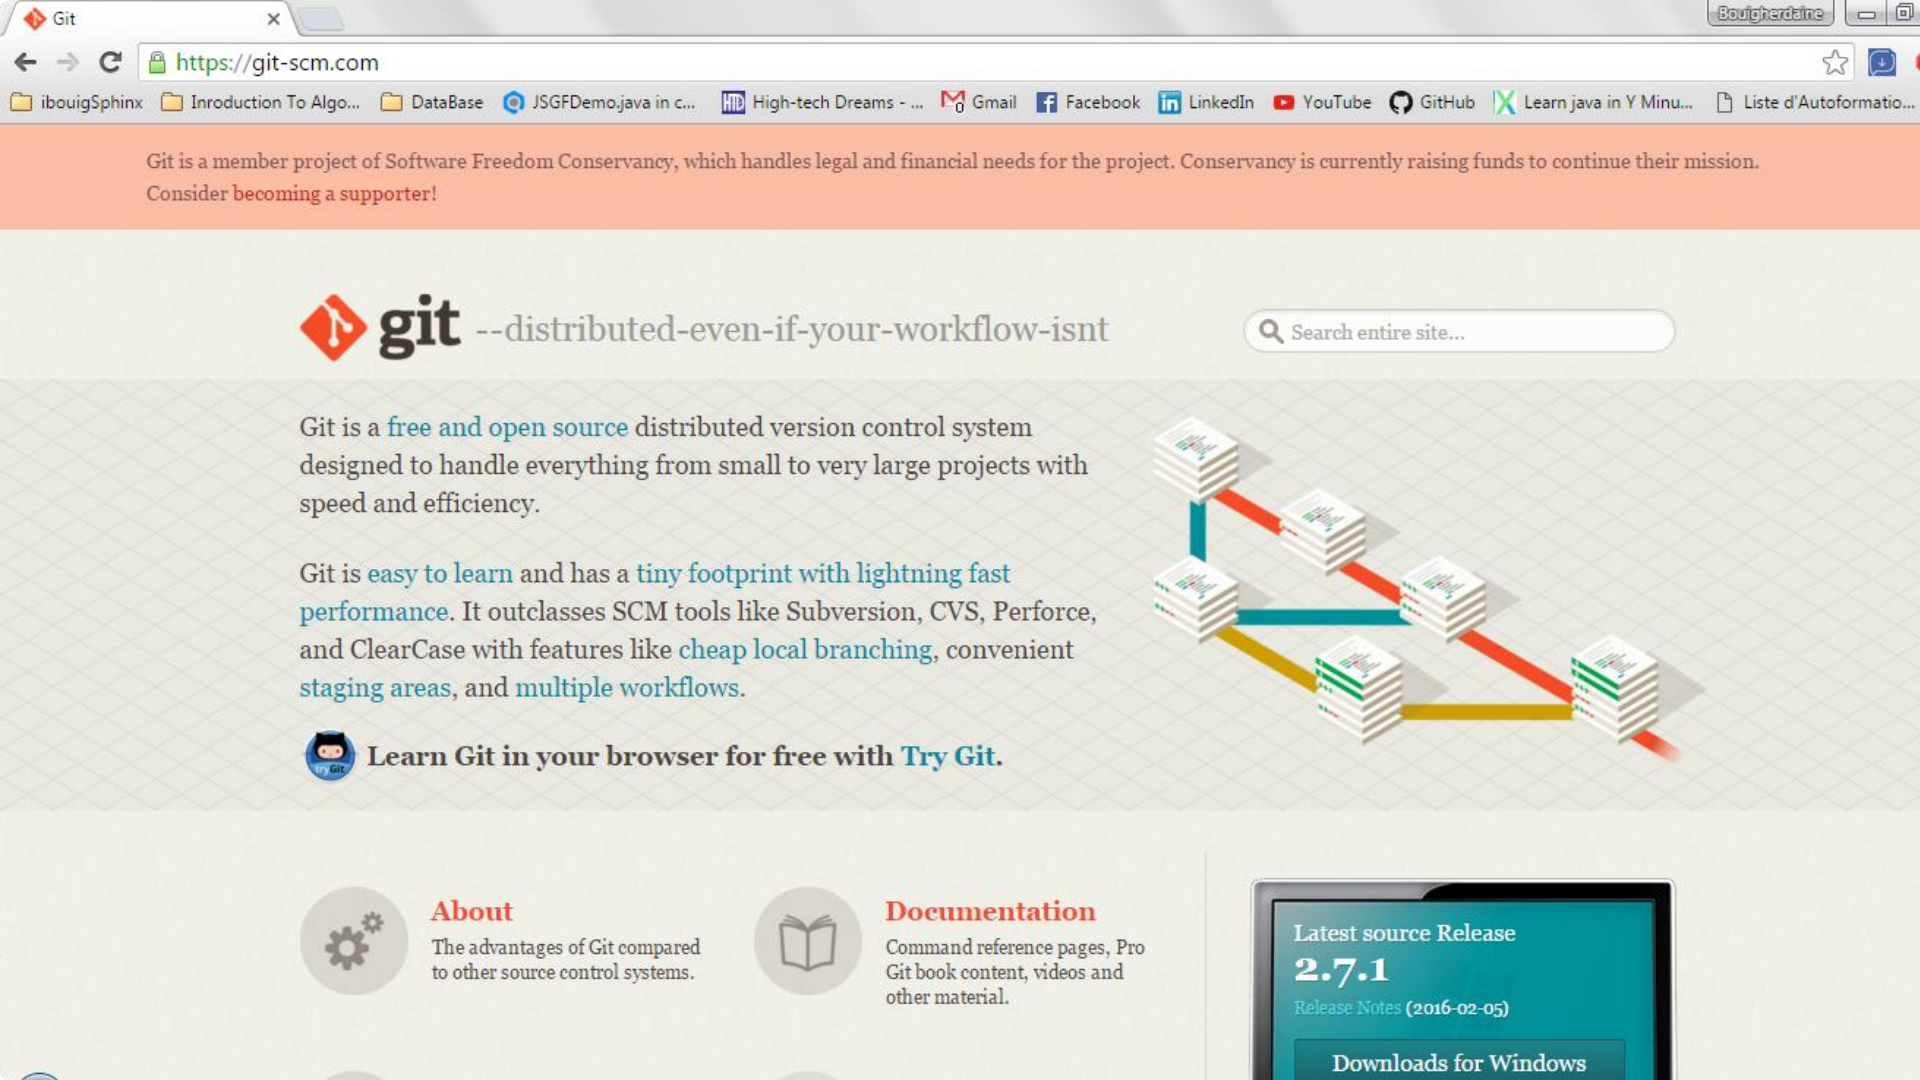 Git
Bouigherdaine
https://git-scm.com
ibouigSphinx Inroduction To Algo... DataBase JSGFDemo.java in c... High-tech Dreams - ... Gmail Facebook LinkedIn YouTube GitHub Learn java in Y Minu... Liste d'Autoformatio...
Git is a member project of Software Freedom Conservancy, which handles legal and financial needs for the project. Conservancy is currently raising funds to continue their mission.
Consider becoming a supporter!
git --distributed-even-if-your-workflow-isnt
Search entire site...
Git is a free and open source distributed version control system
designed to handle everything from small to very large projects with
speed and efficiency.
Git is easy to learn and has a tiny footprint with lightning fast
performance. It outclasses SCM tools like Subversion, CVS, Perforce,
and ClearCase with features like cheap local branching, convenient
staging areas, and multiple workflows.
tryGit
Learn Git in your browser for free with Try Git.
About
The advantages of Git compared
to other source control systems.
Documentation
Command reference pages, Pro
Git book content, videos and
other material.
Latest source Release
2.7.1
Release Notes (2016-02-05)
Downloads for Windows